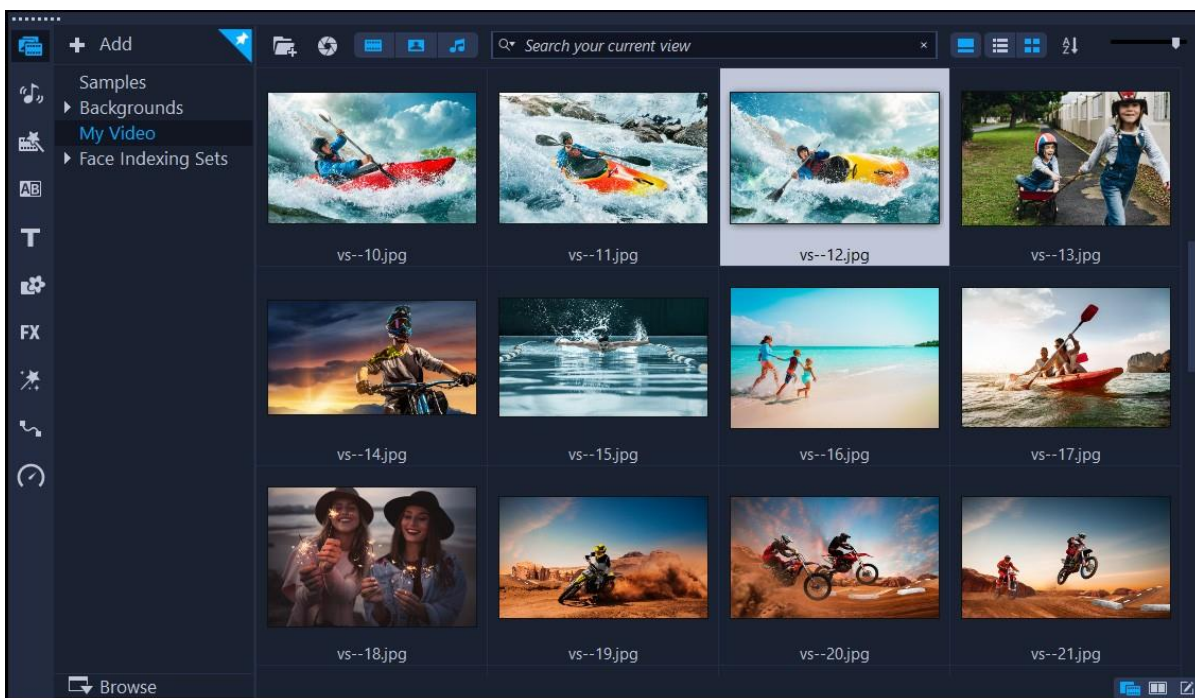 Add
Search your current view
Samples
Backgrounds
My Video
Face Indexing Sets
AB
T
FX
A
Z
vs--10.jpg
vs--11.jpg
vs--12.jpg
vs--13.jpg
vs--14.jpg
vs--15.jpg
vs--16.jpg
vs--17.jpg
vs--18.jpg
vs--19.jpg
vs--20.jpg
vs--21.jpg
Browse